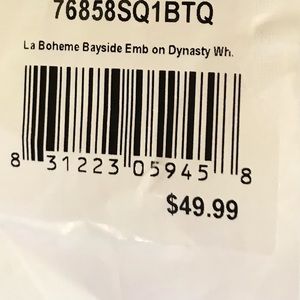 76858SQ1BTQ
La Boheme Bayside Emb on Dynasty Wh.
8 31223 05945 8
$49.99